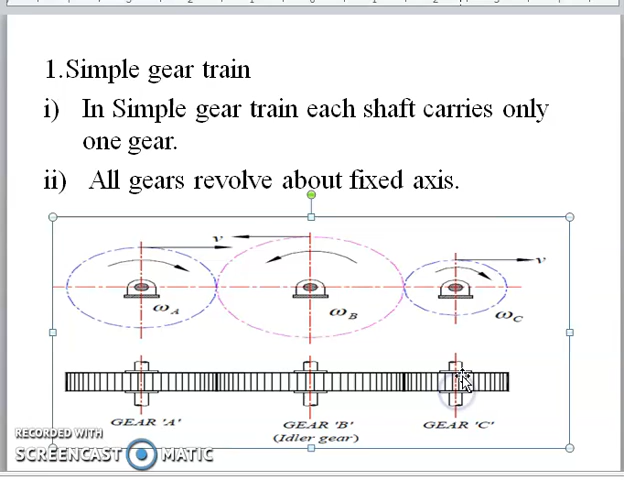 1.Simple gear train
i) In Simple gear train each shaft carries only
one gear.
ii) All gears revolve about fixed axis.
v
v
ωA
ωB
ωC
GEAR 'A'
GEAR 'B'
(Idler gear)
GEAR 'C'
RECORDED WITH
SCREENCAST MATIC